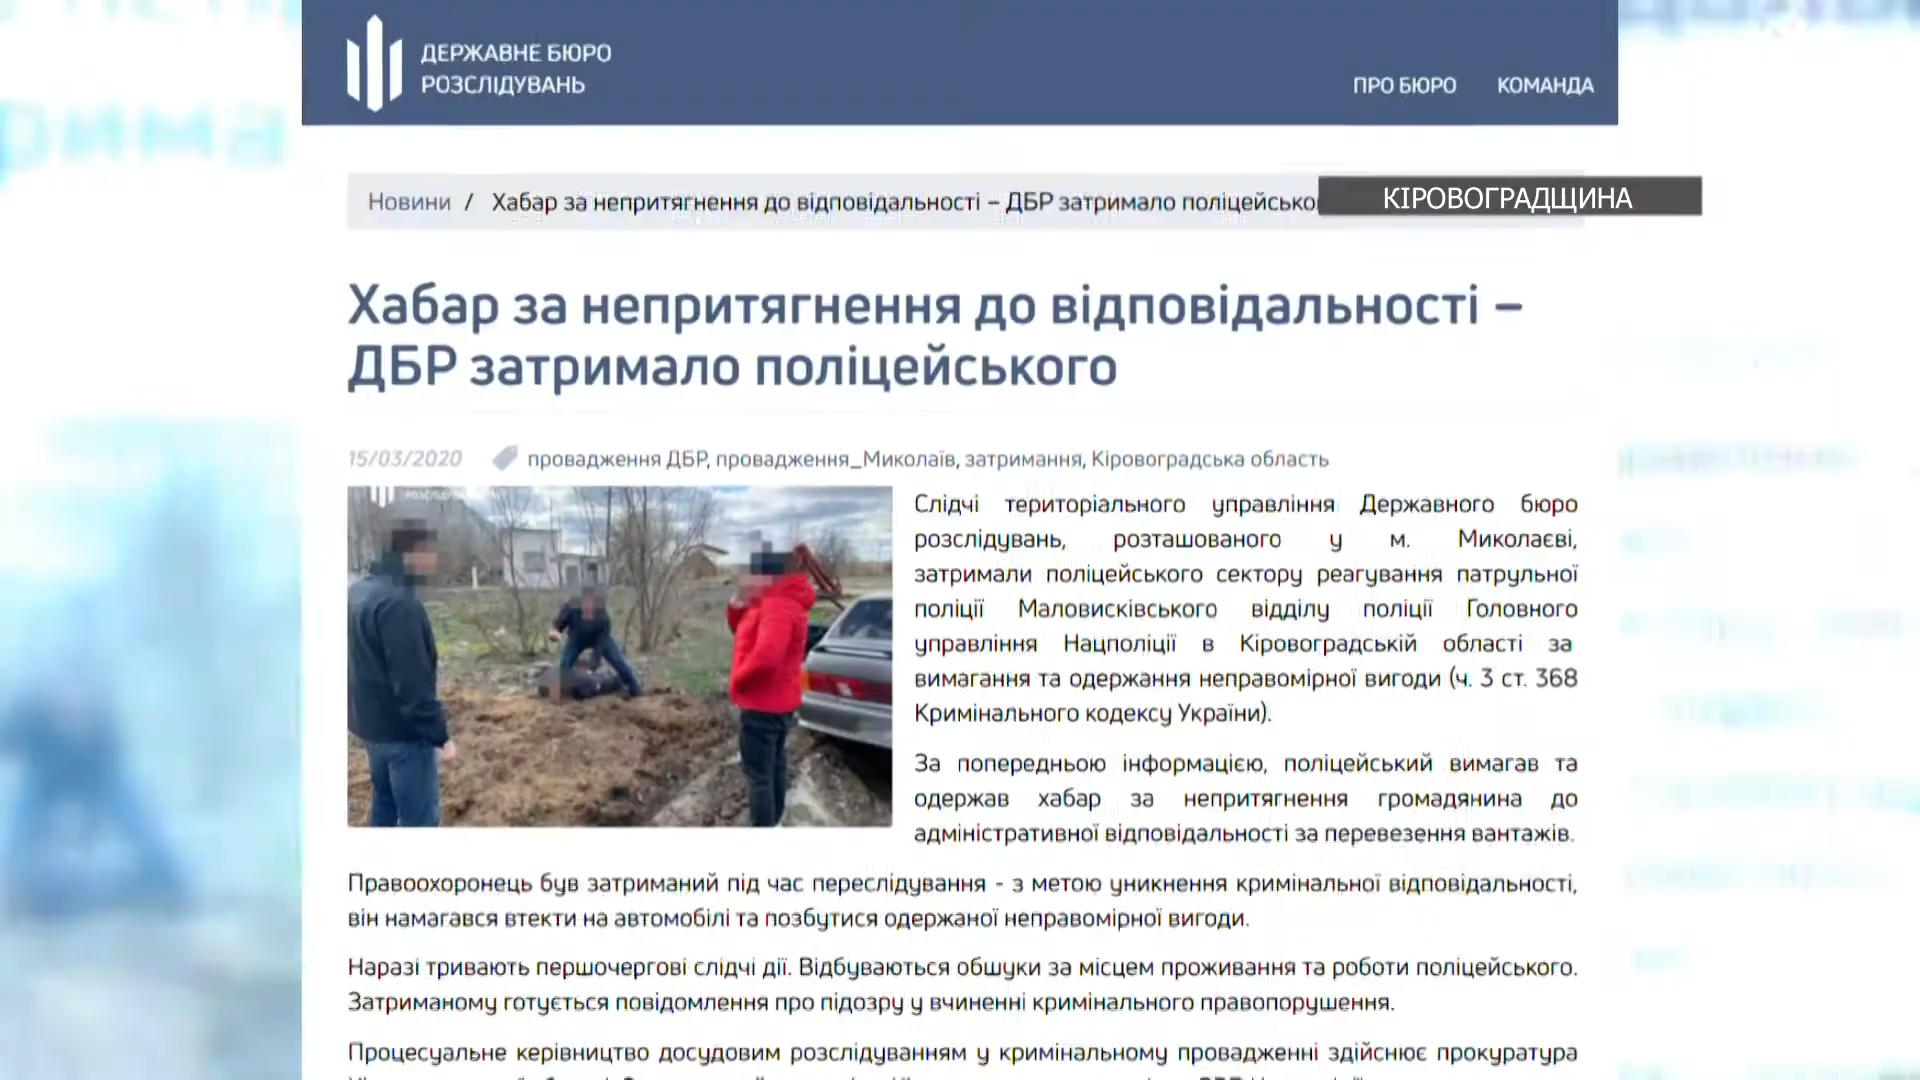 ДЕРЖАВНЕ БЮРО
РОЗСЛІДУВАНЬ
ПРО БЮРО КОМАНДА
Новини / Хабар за непритягнення до відповідальності – ДБР затримало поліцейсько
КІРОВОГРАДЩИНА
Хабар за непритягнення до відповідальності –
ДБР затримало поліцейського
15/03/2020 провадження ДБР, провадження_Миколаїв, затримання, Кіровоградська область
Слідчі територіального управління Державного бюро
розслідувань, розташованого у м. Миколаєві,
затримали поліцейського сектору реагування патрульної
поліції Маловисківського відділу поліції Головного
управління Нацполіції в Кіровоградській області за
вимагання та одержання неправомірної вигоди (ч. 3 ст. 368
Кримінального кодексу України).
За попередньою інформацією, поліцейський вимагав та
одержав хабар за непритягнення громадянина до
адміністративної відповідальності за перевезення вантажів.
Правоохоронець був затриманий під час переслідування - з метою уникнення кримінальної відповідальності,
він намагався втекти на автомобілі та позбутися одержаної неправомірної вигоди.
Наразі тривають першочергові слідчі дії. Відбуваються обшуки за місцем проживання та роботи поліцейського.
Затриманому готується повідомлення про підозру у вчиненні кримінального правопорушення.
Процесуальне керівництво досудовим розслідуванням у кримінальному провадженні здійснює прокуратура